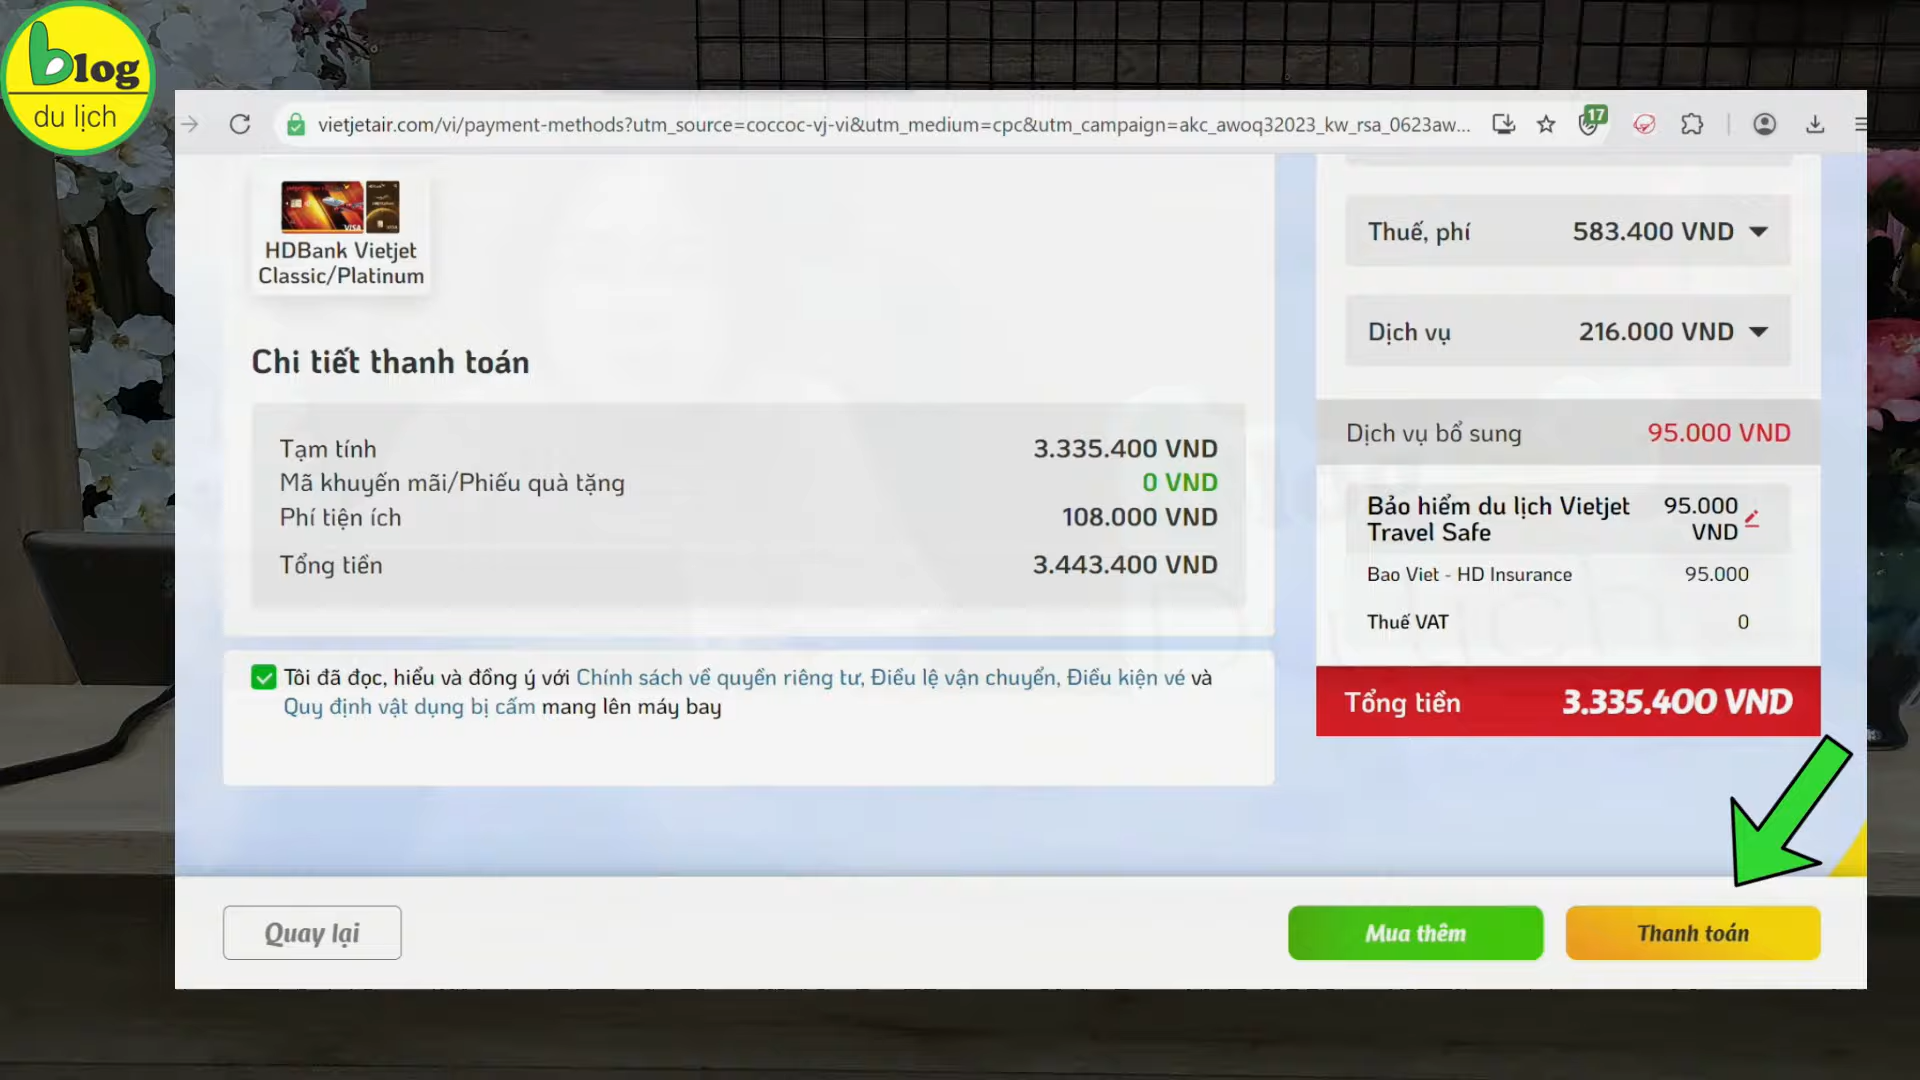 blog
du lịch
vietjetair.com/vi/payment-methods?utm_source=coccoc-vj-vi&utm_medium=cpc&utm_campaign=akc_awoq32023_kw_rsa_0623aw...
17
HDBank Vietjet
Classic/Platinum
Chi tiết thanh toán
Tạm tính 3.335.400 VND
Mã khuyến mãi/Phiếu quà tặng 0 VND
Phí tiện ích 108.000 VND
Tổng tiền 3.443.400 VND
Tôi đã đọc, hiểu và đồng ý với Chính sách về quyền riêng tư, Điều lệ vận chuyển, Điều kiện vé và
Quy định vật dụng bị cấm mang lên máy bay
Thuế, phí 583.400 VND
Dịch vụ 216.000 VND
Dịch vụ bổ sung 95.000 VND
Bảo hiểm du lịch Vietjet 95.000
Travel Safe VND
Bao Viet - HD Insurance 95.000
Thuế VAT 0
Tổng tiền 3.335.400 VND
Quay lại
Mua thêm
Thanh toán